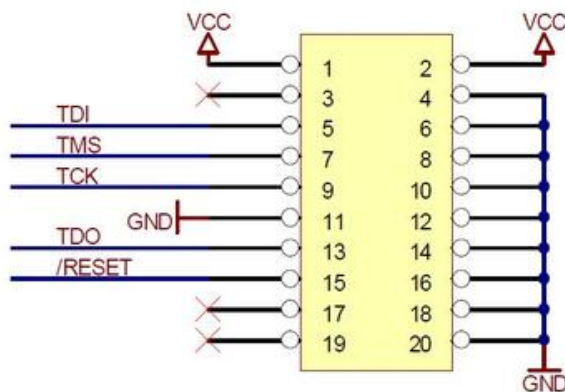 VCC VCC
1 2
3 4
TDI 5 6
TMS 7 8
TCK 9 10
GND 11 12
TDO 13 14
/RESET 15 16
17 18
19 20
GND